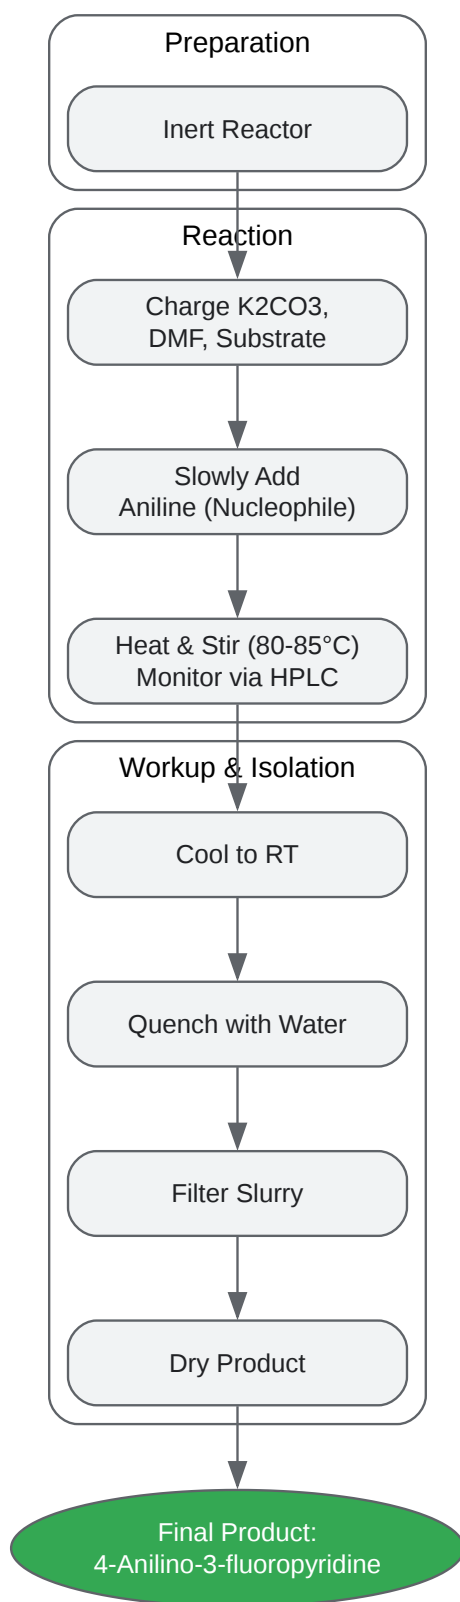 Preparation
Inert Reactor
Reaction
Charge K2CO3,
DMF, Substrate
Slowly Add
Aniline (Nucleophile)
Heat & Stir (80-85°C)
Monitor via HPLC
Workup & Isolation
Cool to RT
Quench with Water
Filter Slurry
Dry Product
Final Product:
4-Anilino-3-fluoropyridine